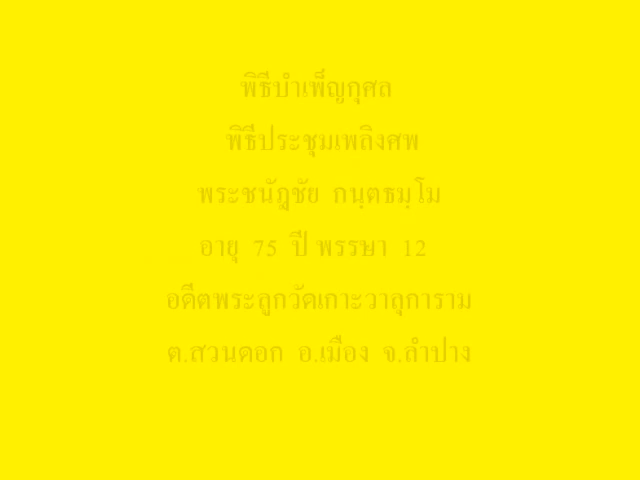 พิธีบำเพ็ญกุศล
พิธีประชุมเพลิงศพ
พระชนัฎชัย กนฺตธมฺโม
อายุ 75 ปี พรรษา 12
อดีตพระลูกวัดเกาะวาลุการาม
ต.สวนดอก อ.เมือง จ.ลำปาง